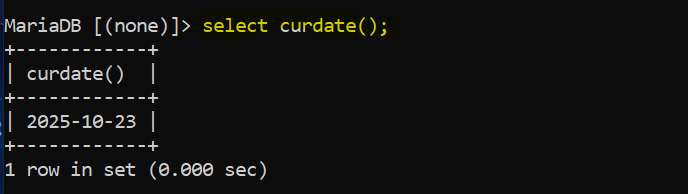 MariaDB [(none)]> select curdate();
+------------+
| curdate()  |
+------------+
| 2025-10-23 |
+------------+
1 row in set (0.000 sec)